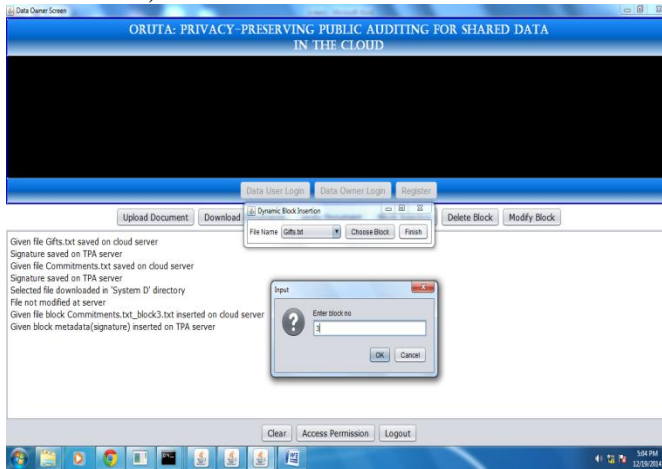 Data Owner Screen
ORUTA: PRIVACY-PRESERVING PUBLIC AUDITING FOR SHARED DATA
IN THE CLOUD
Data User Login Data Owner Login Register
Upload Document Download Delete Block Modify Block
Dynamic Block Insertion
File Name Gifts.txt Choose Block Finish
Given file Gifts.txt saved on cloud server
Signature saved on TPA server
Given file Commitments.txt saved on cloud server
Signature saved on TPA server
Selected file downloaded in 'System D' directory
File not modified at server
Given file block Commitments.txt_block3.txt inserted on cloud server
Given block metadata(signature) inserted on TPA server
Input
Enter block no
3
OK Cancel
Clear Access Permission Logout
5:04 PM
12/19/2014